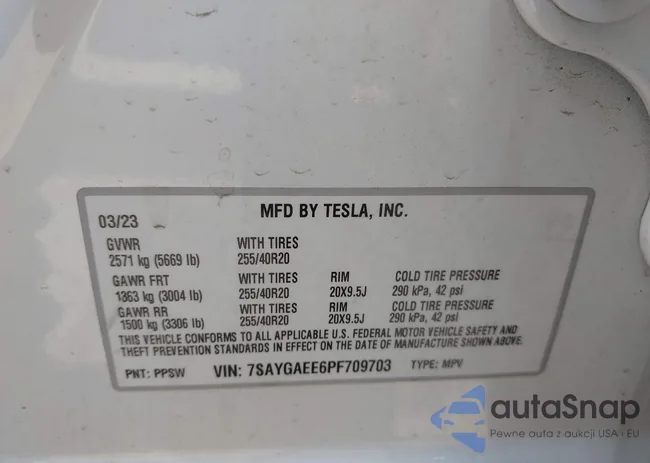 03/23 MFD BY TESLA, INC.
GVWR WITH TIRES
2571 kg (5669 lb) 255/40R20
GAWR FRT WITH TIRES RIM COLD TIRE PRESSURE
1363 kg (3004 lb) 255/40R20 20X9.5J 290 kPa, 42 psi
GAWR RR WITH TIRES RIM COLD TIRE PRESSURE
1500 kg (3306 lb) 255/40R20 20X9.5J 290 kPa, 42 psi
THIS VEHICLE CONFORMS TO ALL APPLICABLE U.S. FEDERAL MOTOR VEHICLE SAFETY AND
THEFT PREVENTION STANDARDS IN EFFECT ON THE DATE OF MANUFACTURE SHOWN ABOVE.
PNT: PPSW VIN: 7SAYGAEE6PF709703 TYPE: MPV
autaSnap
Pewne auta z aukcji USA i EU